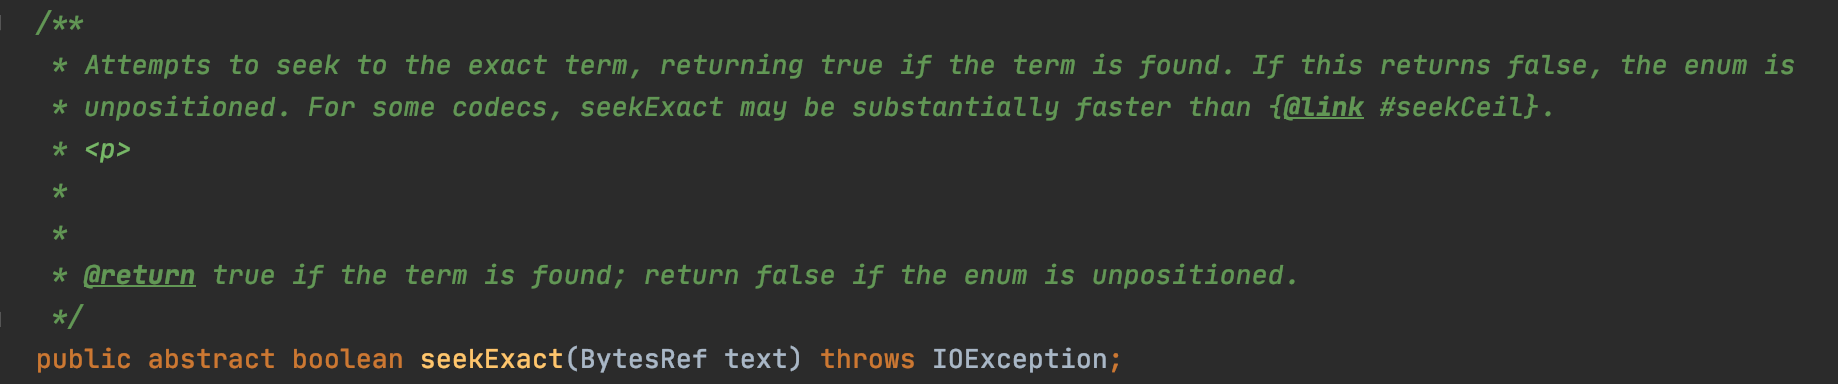 /**
* Attempts to seek to the exact term, returning true if the term is found. If this returns false, the enum is
* unpositioned. For some codecs, seekExact may be substantially faster than {@link #seekCeil}.
* <p>
*
*
* @return true if the term is found; return false if the enum is unpositioned.
*/
public abstract boolean seekExact(BytesRef text) throws IOException;